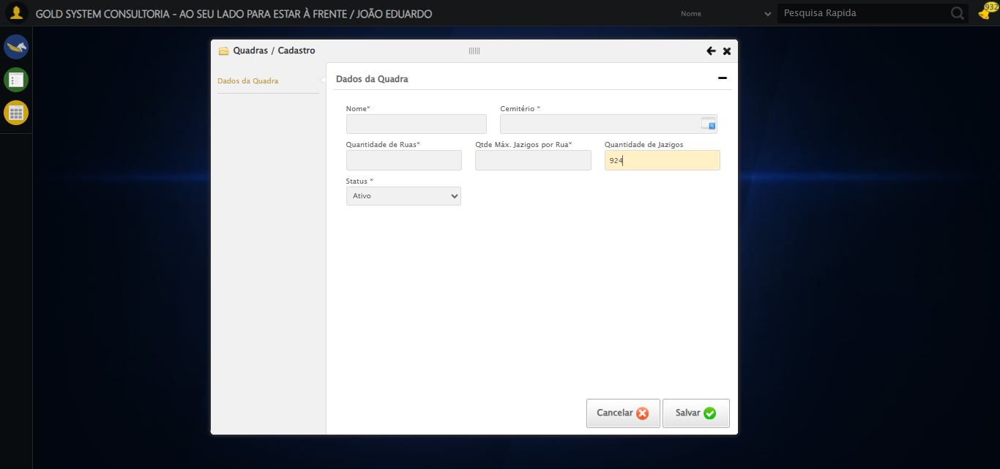 GOLD SYSTEM CONSULTORIA - AO SEU LADO PARA ESTAR À FRENTE / JOÃO EDUARDO
Nome
Pesquisa Rapida
932
Quadras / Cadastro
Dados da Quadra
Dados da Quadra
Nome*
Cemitério *
Quantidade de Ruas*
Qtde Máx. Jazigos por Rua*
Quantidade de Jazigos
924
Status *
Ativo
Cancelar
Salvar